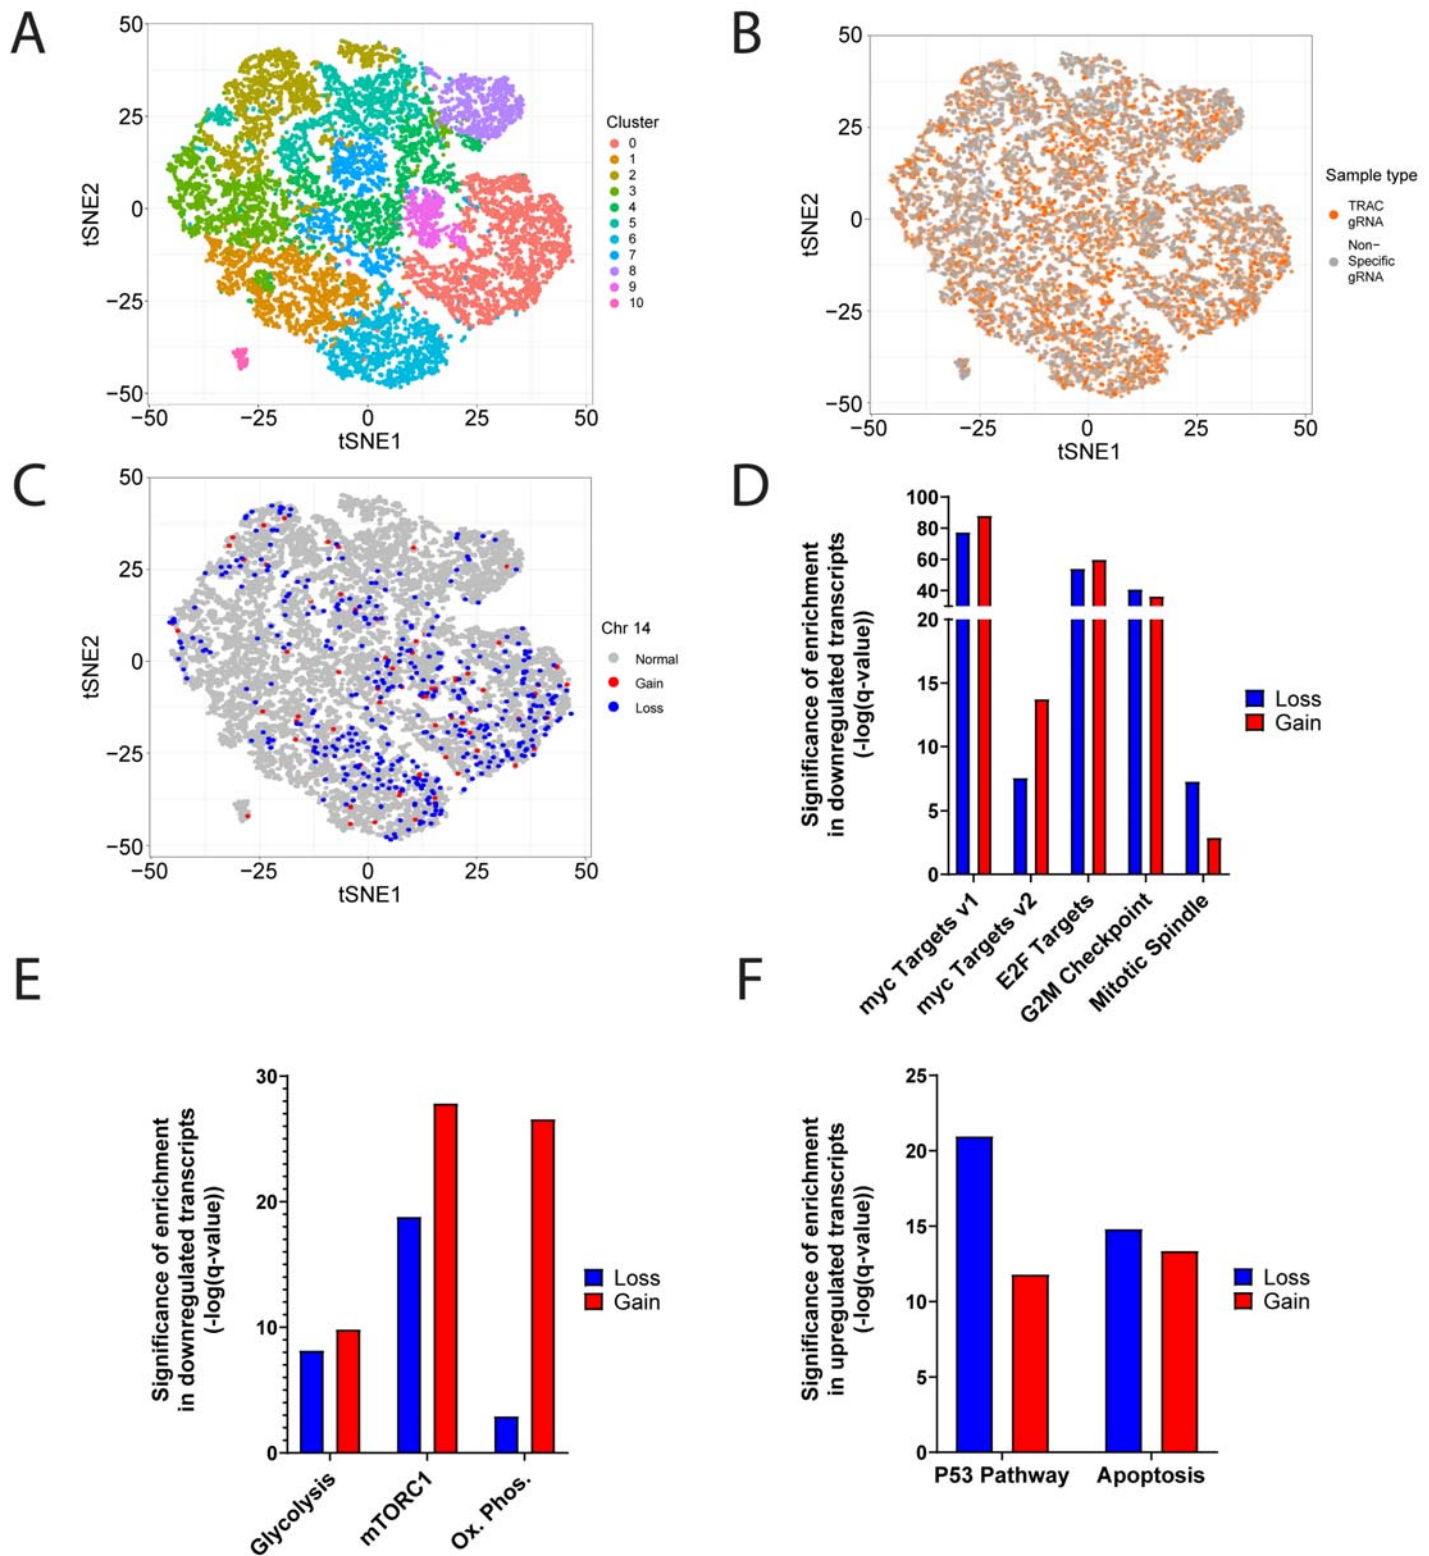 A
50
25
0
−25
−50
−50
−25
0
25
50
tSNE1
tSNE2
Cluster
0
1
2
3
4
5
6
7
8
9
10
B
50
25
0
−25
−50
−50
−25
0
25
50
tSNE1
tSNE2
Sample type
TRAC
gRNA
Non−
Specific
gRNA
C
50
25
0
−25
−50
−50
−25
0
25
50
tSNE1
tSNE2
Chr 14
Normal
Gain
Loss
D
Significance of enrichment
in downregulated transcripts
(-log(q-value))
100
80
60
40
20
15
10
5
0
myc Targets v1
myc Targets v2
E2F Targets
G2M Checkpoint
Mitotic Spindle
Loss
Gain
E
Significance of enrichment
in downregulated transcripts
(-log(q-value))
30
20
10
0
Glycolysis
mTORC1
Ox. Phos.
Loss
Gain
F
Significance of enrichment
in upregulated transcripts
(-log(q-value))
25
20
15
10
5
0
P53 Pathway
Apoptosis
Loss
Gain